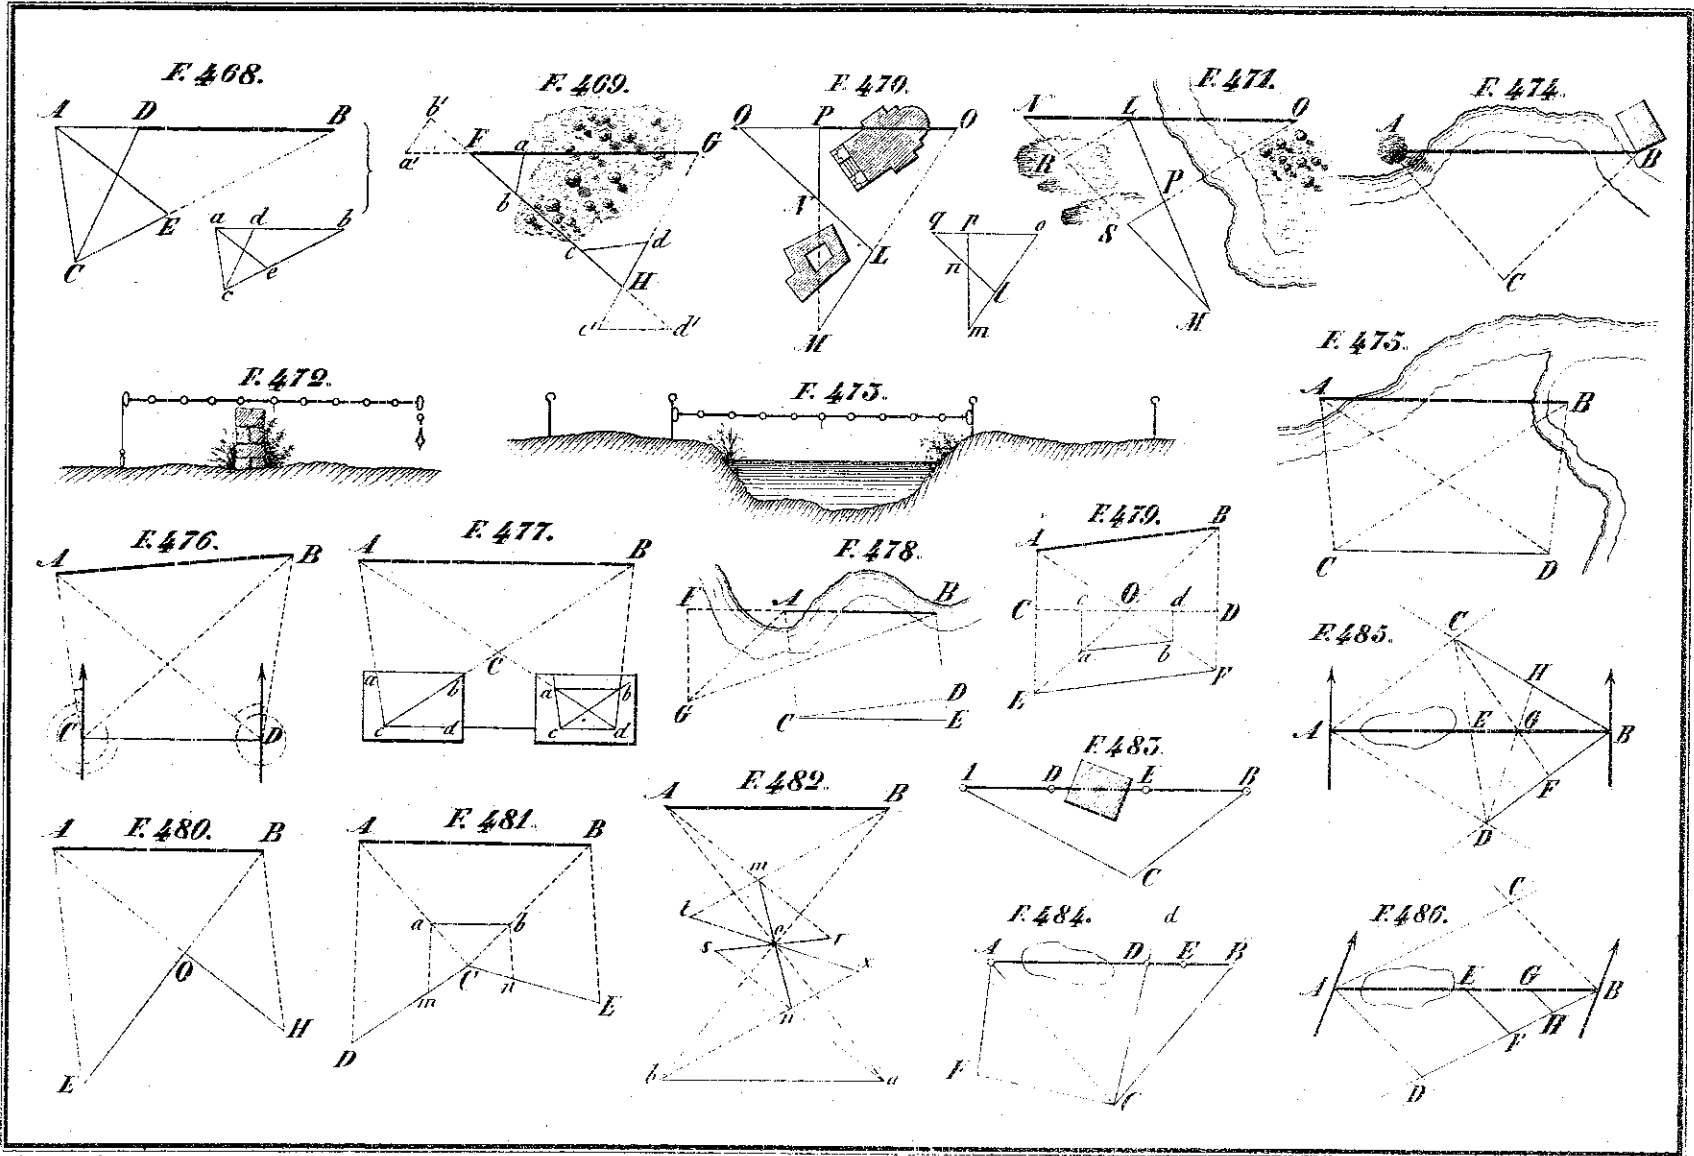 F. 468.
A D B
E
C
a d b
e
c
F. 469.
b'
a' F a G
b
c d
H
c' d'
F. 470.
Q P O
N
L
M
q p o
n
l
m
F. 471.
N L O
R P
S
M
F. 474.
A B
C
F. 472.
F. 473.
F. 475.
A B
C D
F. 476.
A B
C D
F. 477.
A B
C
a b
c d
a b
c d
F. 478.
F A B
G C D
E
F. 479.
A B
c d
C O D
a b
E F
F. 485.
C
H
A E G B
F
D
F. 480.
A B
O
H
E
F. 481.
A B
a b
C
m n
E
D
F. 482.
A B
m
t
s o r
x
n
b a
F. 483.
D E B
C
F. 484. d
A D E B
F
C
F. 486.
C
A E G B
H
F
D